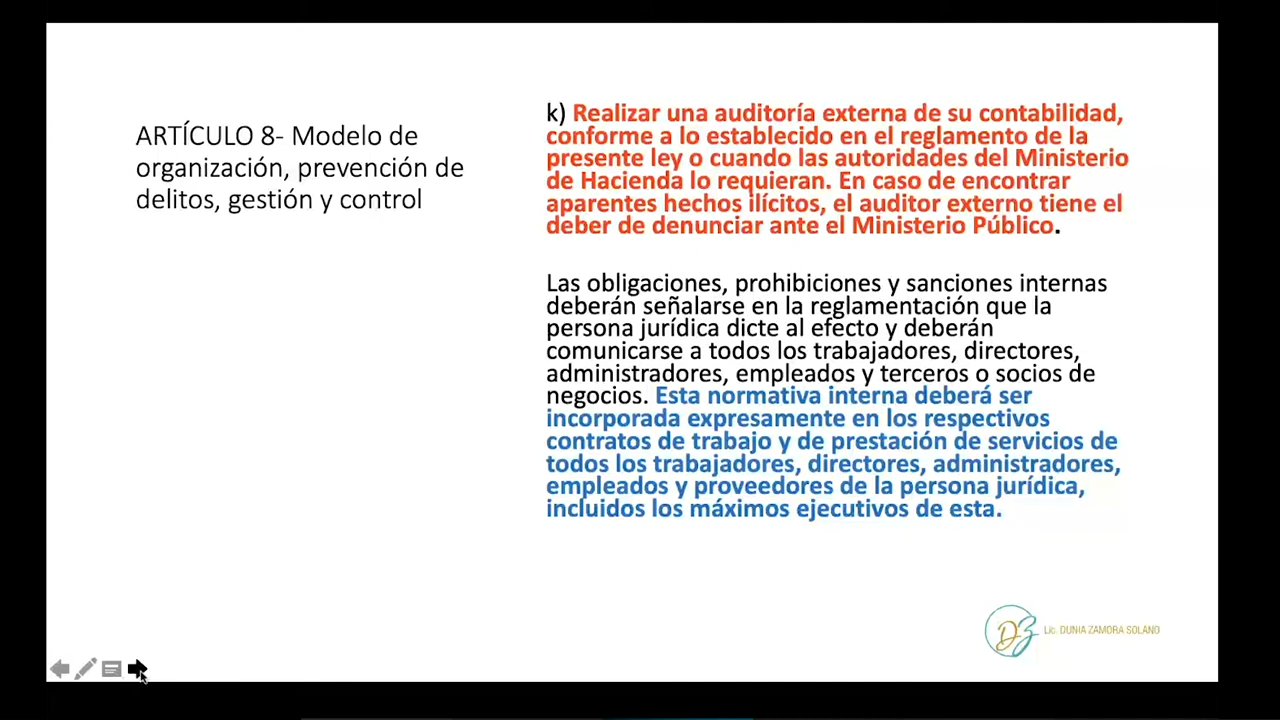 ARTÍCULO 8- Modelo de
organización, prevención de
delitos, gestión y control
k) Realizar una auditoría externa de su contabilidad,
conforme a lo establecido en el reglamento de la
presente ley o cuando las autoridades del Ministerio
de Hacienda lo requieran. En caso de encontrar
aparentes hechos ilícitos, el auditor externo tiene el
deber de denunciar ante el Ministerio Público.
Las obligaciones, prohibiciones y sanciones internas
deberán señalarse en la reglamentación que la
persona jurídica dicte al efecto y deberán
comunicarse a todos los trabajadores, directores,
administradores, empleados y terceros o socios de
negocios. Esta normativa interna deberá ser
incorporada expresamente en los respectivos
contratos de trabajo y de prestación de servicios de
todos los trabajadores, directores, administradores,
empleados y proveedores de la persona jurídica,
incluidos los máximos ejecutivos de esta.
DZ Lic. DUNIA ZAMORA SOLANO